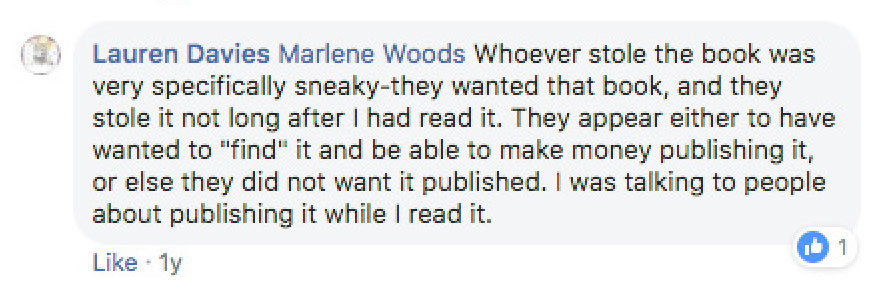 Lauren Davies Marlene Woods Whoever stole the book was
very specifically sneaky-they wanted that book, and they
stole it not long after I had read it. They appear either to have
wanted to "find" it and be able to make money publishing it,
or else they did not want it published. I was talking to people
about publishing it while I read it.
1
Like · 1y